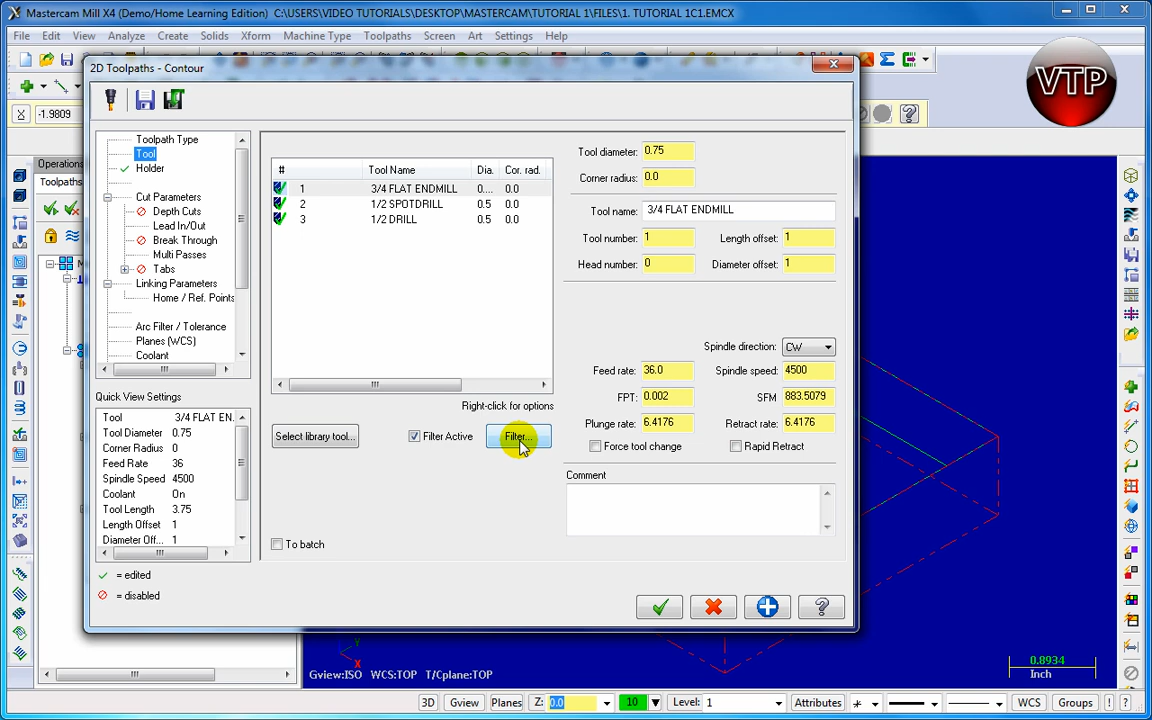 Mastercam Mill X4 (Demo/Home Learning Edition) C:\USERS\VIDEO TUTORIALS\DESKTOP\MASTERCAM\TUTORIAL 1\FILES\1. TUTORIAL 1C1.EMCX
File Edit View Analyze Create Solids Xform Machine Type Toolpaths Screen Art Settings Help
2D Toolpaths - Contour
VTP
X -1.9809
Operations
Toolpaths
Toolpath Type
Tool
Holder
Cut Parameters
Depth Cuts
Lead In/Out
Break Through
Multi Passes
Tabs
Linking Parameters
Home / Ref. Points
Arc Filter / Tolerance
Planes (WCS)
Coolant
Quick View Settings
Tool 3/4 FLAT EN...
Tool Diameter 0.75
Corner Radius 0
Feed Rate 36
Spindle Speed 4500
Coolant On
Tool Length 3.75
Length Offset 1
Diameter Off... 1
= edited
= disabled
# Tool Name Dia. Cor. rad.
1 3/4 FLAT ENDMILL 0.... 0.0
2 1/2 SPOTDRILL 0.5 0.0
3 1/2 DRILL 0.5 0.0
Right-click for options
Select library tool... Filter Active Filter...
To batch
Tool diameter: 0.75
Corner radius: 0.0
Tool name: 3/4 FLAT ENDMILL
Tool number: 1 Length offset: 1
Head number: 0 Diameter offset: 1
Spindle direction: CW
Feed rate: 36.0 Spindle speed: 4500
FPT: 0.002 SFM 883.5079
Plunge rate: 6.4176 Retract rate: 6.4176
Force tool change Rapid Retract
Comment
Y
X
Gview:ISO WCS:TOP T/Cplane:TOP
0.8934
Inch
3D Gview Planes Z: 0.0 10 Level: 1 Attributes WCS Groups ! ?